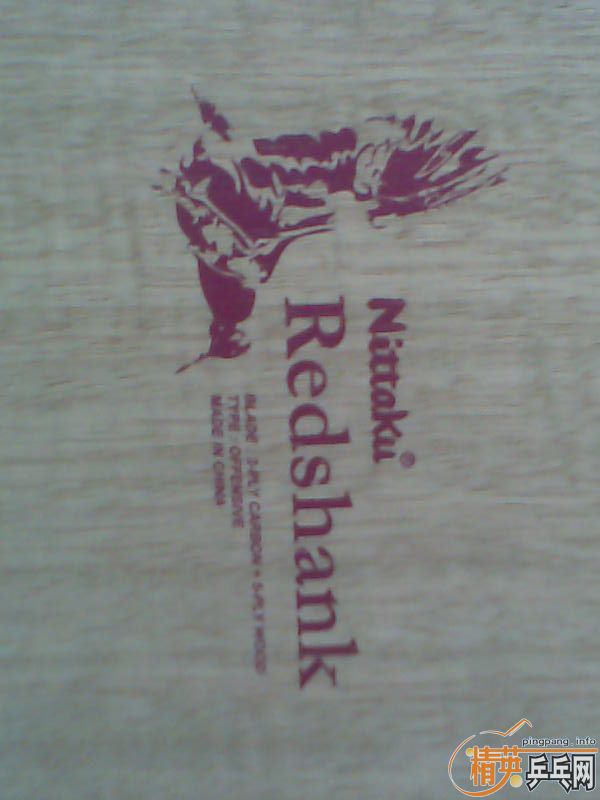 Nittaku®
Redshank
BLADE : 2-PLY CARBON + 5-PLY WOOD
TYPE : OFFENSIVE
MADE IN CHINA
pingpang.info
精英乒乓网